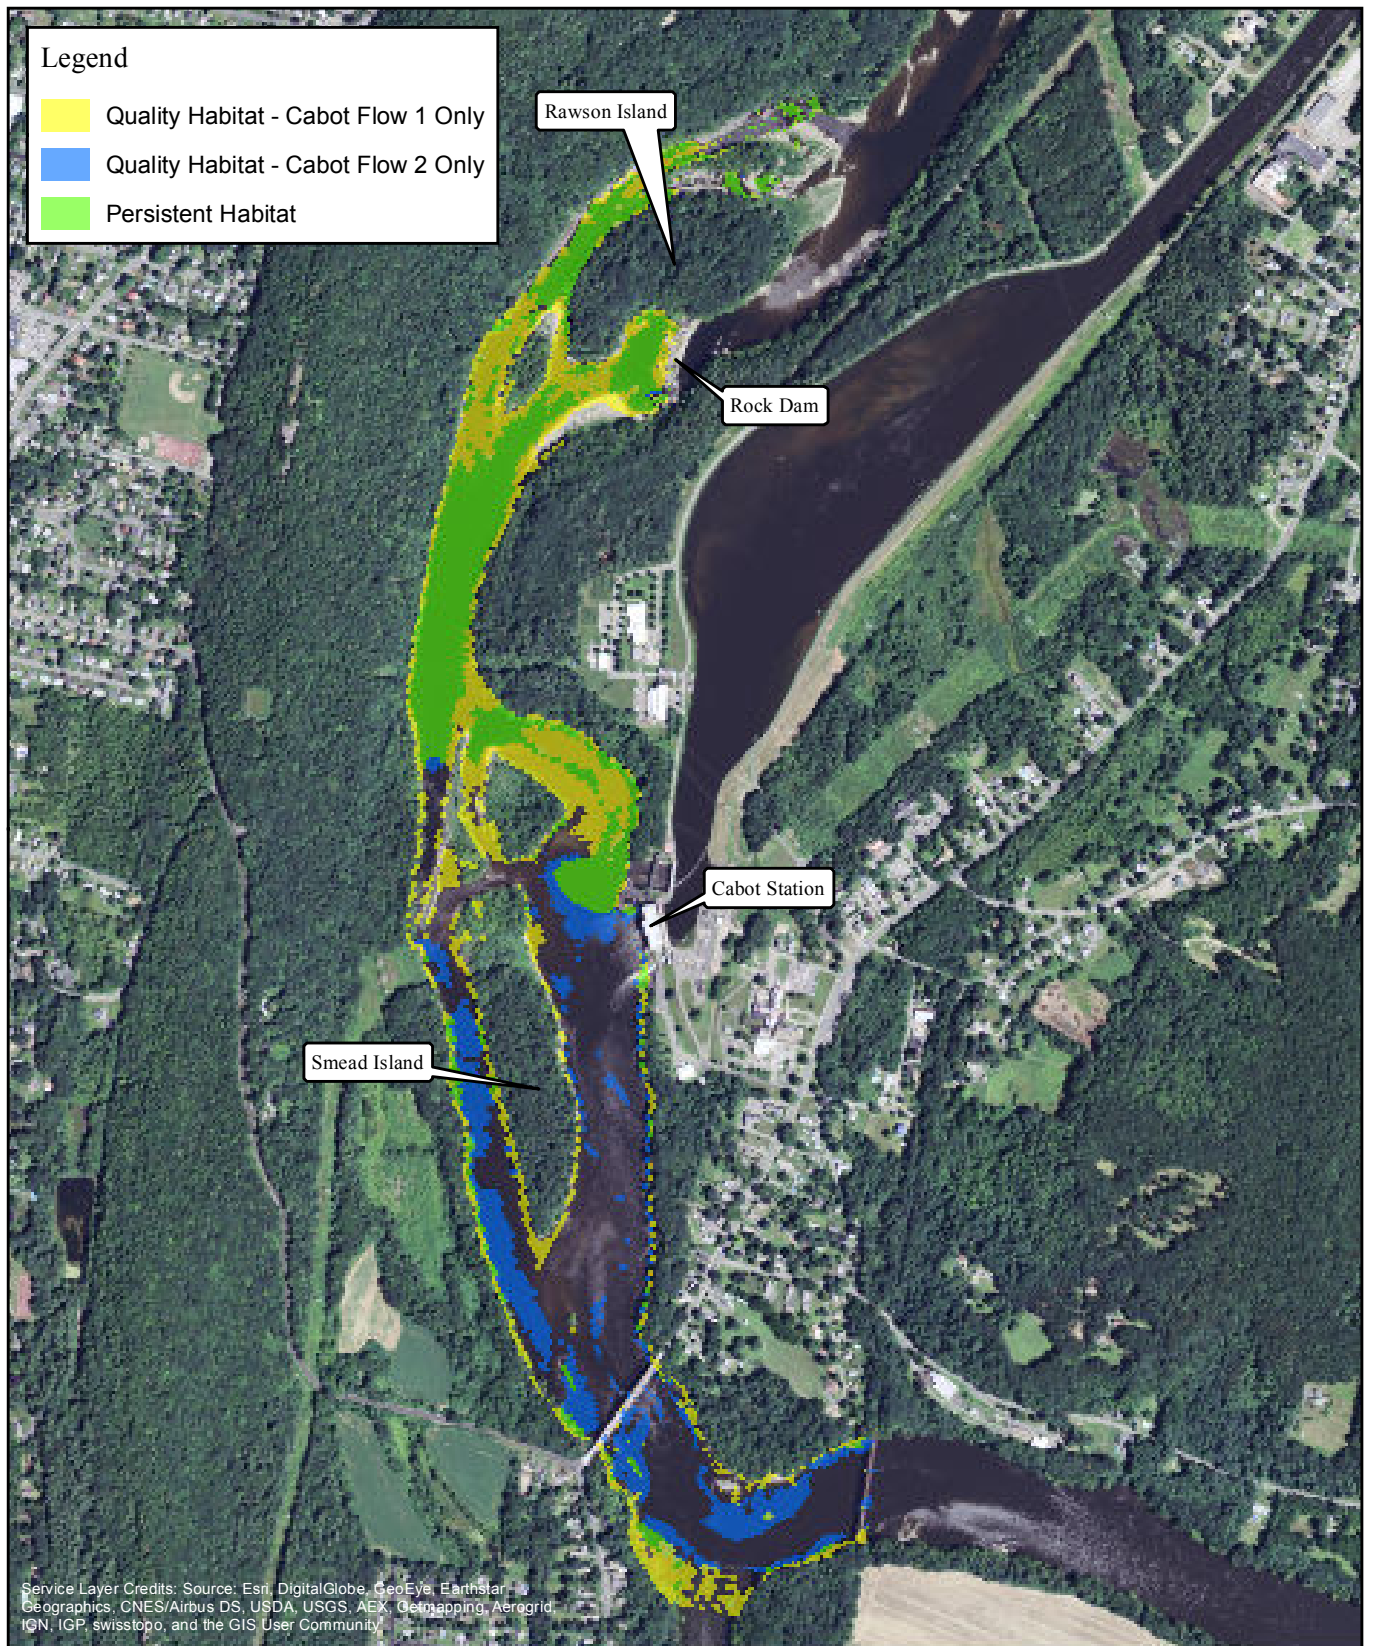 Legend
Quality Habitat - Cabot Flow 1 Only
Quality Habitat - Cabot Flow 2 Only
Persistent Habitat
Rawson Island
Rock Dam
Cabot Station
Smead Island
Service Layer Credits: Source: Esri, DigitalGlobe, GeoEye, Earthstar
Geographics, CNES/Airbus DS, USDA, USGS, AEX, Getmapping, Aerogrid,
IGN, IGP, swisstopo, and the GIS User Community